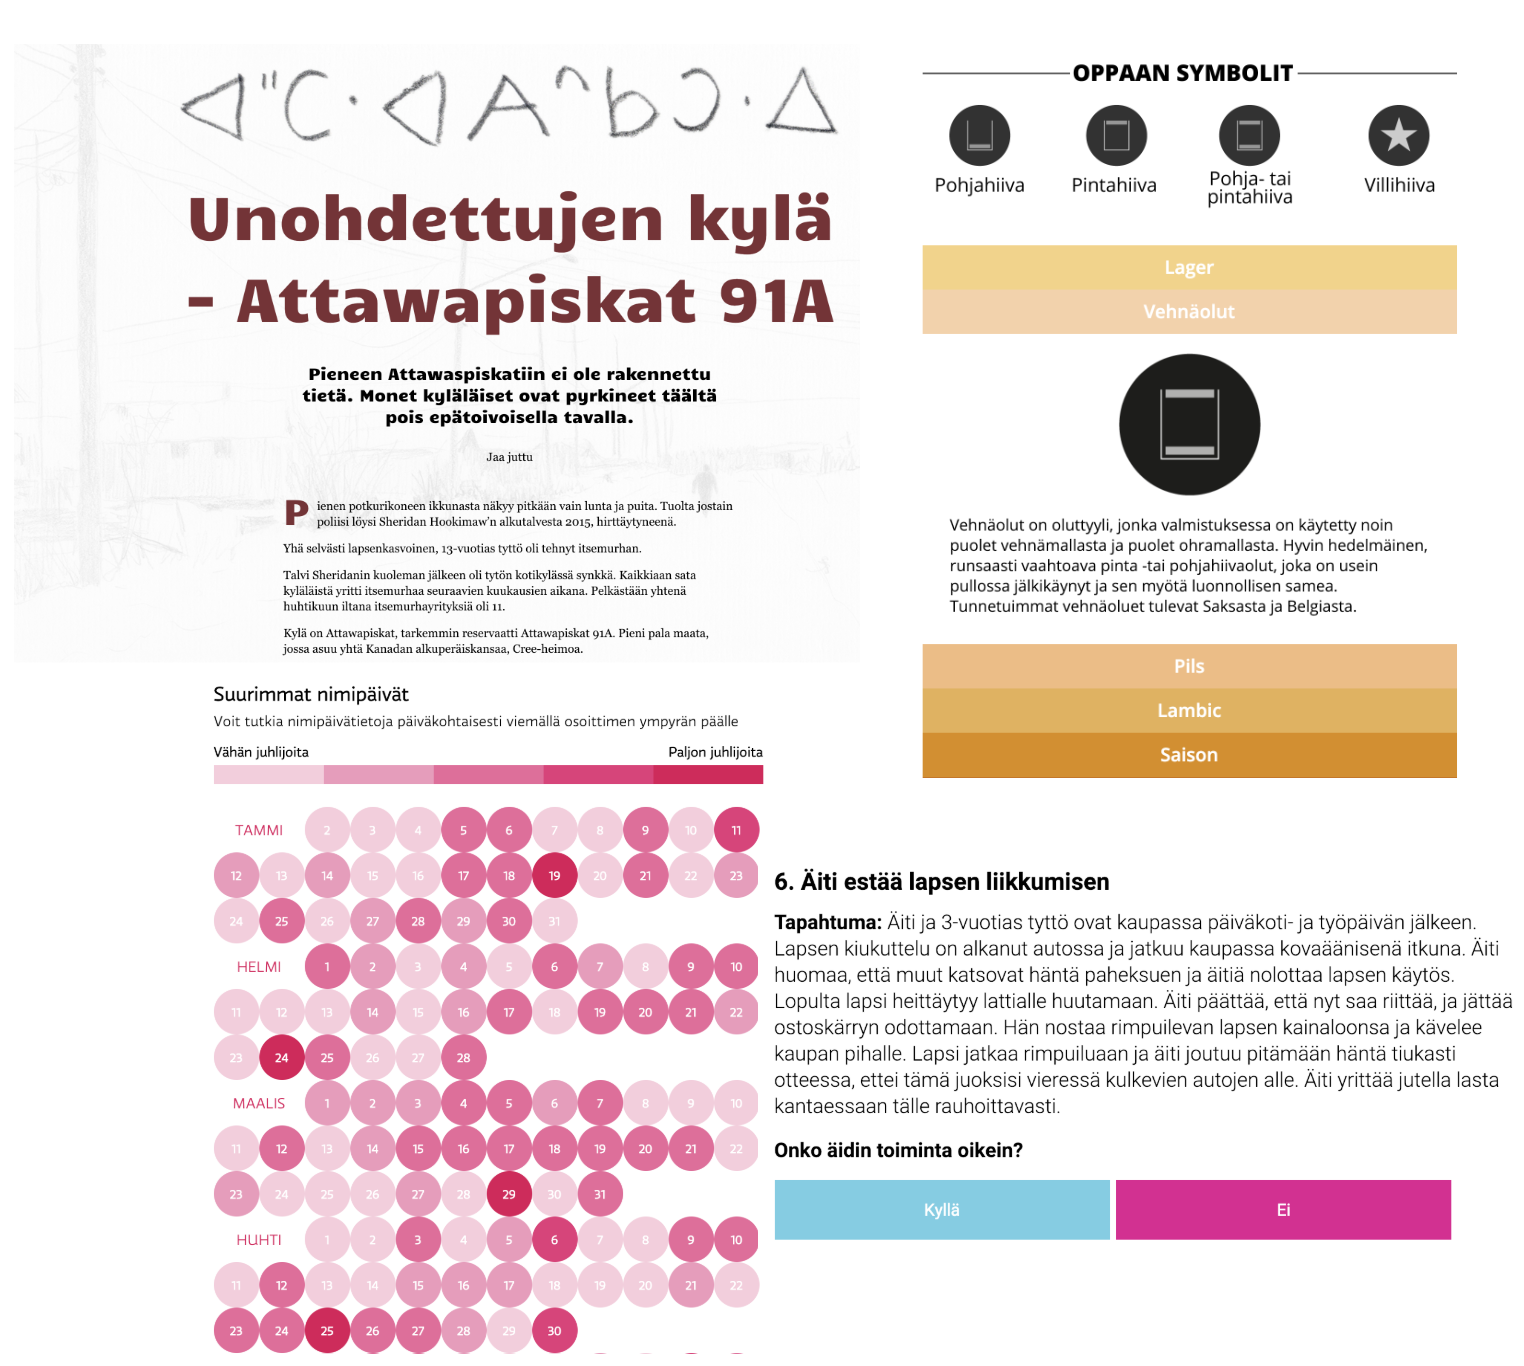 ᐊᐦᑕ·ᐊᐱᐢᑲᑐ·ᐃ
Unohdettujen kylä
- Attawapiskat 91A
Pieneen Attawaspiskatiin ei ole rakennettu
tietä. Monet kyläläiset ovat pyrkineet täältä
pois epätoivoisella tavalla.
Jaa juttu
Pienen potkurikoneen ikkunasta näkyy pitkään vain lunta ja puita. Tuolta jostain
poliisi löysi Sheridan Hookimaw'n alkutalvesta 2015, hirttäytyneenä.
Yhä selvästi lapsenkasvoinen, 13-vuotias tyttö oli tehnyt itsemurhan.
Talvi Sheridanin kuoleman jälkeen oli tytön kotikylässä synkkä. Kaikkiaan sata
kyläläistä yritti itsemurhaa seuraavien kuukausien aikana. Pelkästään yhtenä
huhtikuun iltana itsemurhayrityksiä oli 11.
Kylä on Attawapiskat, tarkemmin reservaatti Attawapiskat 91A. Pieni pala maata,
jossa asuu yhtä Kanadan alkuperäiskansaa, Cree-heimoa.
OPPAAN SYMBOLIT
Pohjahiiva
Pintahiiva
Pohja- tai
pintahiiva
Villihiiva
Lager
Vehnäolut
Vehnäolut on oluttyyli, jonka valmistuksessa on käytetty noin
puolet vehnämallasta ja puolet ohramallasta. Hyvin hedelmäinen,
runsaasti vaahtoava pinta -tai pohjahiivaolut, joka on usein
pullossa jälkikäynyt ja sen myötä luonnollisen samea.
Tunnetuimmat vehnäoluet tulevat Saksasta ja Belgiasta.
Pils
Lambic
Saison
Suurimmat nimipäivät
Voit tutkia nimipäivätietoja päiväkohtaisesti viemällä osoittimen ympyrän päälle
Vähän juhlijoita Paljon juhlijoita
TAMMI 2 3 4 5 6 7 8 9 10 11
12 13 14 15 16 17 18 19 20 21 22 23
24 25 26 27 28 29 30 31
HELMI 1 2 3 4 5 6 7 8 9 10
11 12 13 14 15 16 17 18 19 20 21 22
23 24 25 26 27 28
MAALIS 1 2 3 4 5 6 7 8 9 10
11 12 13 14 15 16 17 18 19 20 21 22
23 24 25 26 27 28 29 30 31
HUHTI 1 2 3 4 5 6 7 8 9 10
11 12 13 14 15 16 17 18 19 20 21 22
23 24 25 26 27 28 29 30
6. Äiti estää lapsen liikkumisen
Tapahtuma: Äiti ja 3-vuotias tyttö ovat kaupassa päiväkoti- ja työpäivän jälkeen.
Lapsen kiukuttelu on alkanut autossa ja jatkuu kaupassa kovaäänisenä itkuna. Äiti
huomaa, että muut katsovat häntä paheksuen ja äitiä nolottaa lapsen käytös.
Lopulta lapsi heittäytyy lattialle huutamaan. Äiti päättää, että nyt saa riittää, ja jättää
ostoskärryn odottamaan. Hän nostaa rimpuilevan lapsen kainaloonsa ja kävelee
kaupan pihalle. Lapsi jatkaa rimpuiluaan ja äiti joutuu pitämään häntä tiukasti
otteessa, ettei tämä juoksisi vieressä kulkevien autojen alle. Äiti yrittää jutella lasta
kantaessaan tälle rauhoittavasti.
Onko äidin toiminta oikein?
Kyllä
Ei